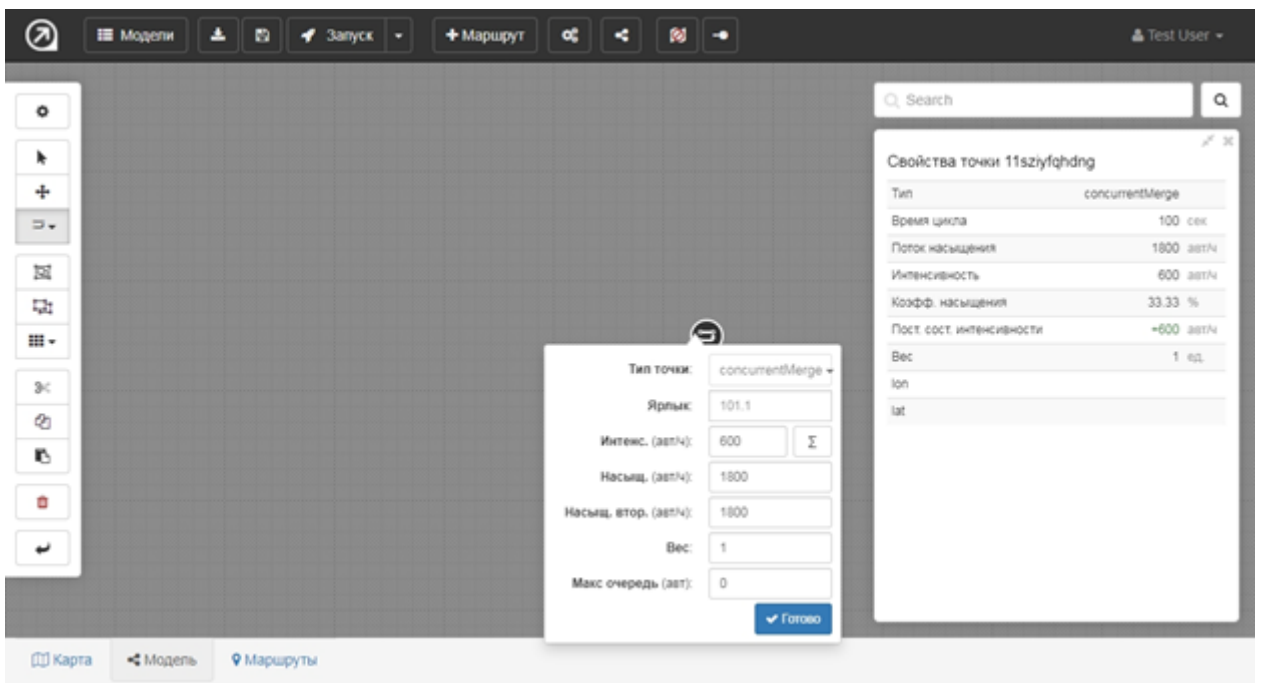 Модели Запуск Маршрут Test User
Search
Свойства точки 11sziyfqhdng
Тип concurrentMerge
Время цикла 100 сек
Поток насыщения 1800 авт/ч
Интенсивность 600 авт/ч
Коэфф. насыщения 33.33 %
Пост. сост. интенсивности +600 авт/ч
Вес 1 ед.
lon
lat
Тип точки: concurrentMerge
Ярлык: 101.1
Интенс. (авт/ч): 600 Σ
Насыщ. (авт/ч): 1800
Насыщ. втор. (авт/ч): 1800
Вес: 1
Макс очередь (авт): 0
Готово
Карта Модель Маршруты